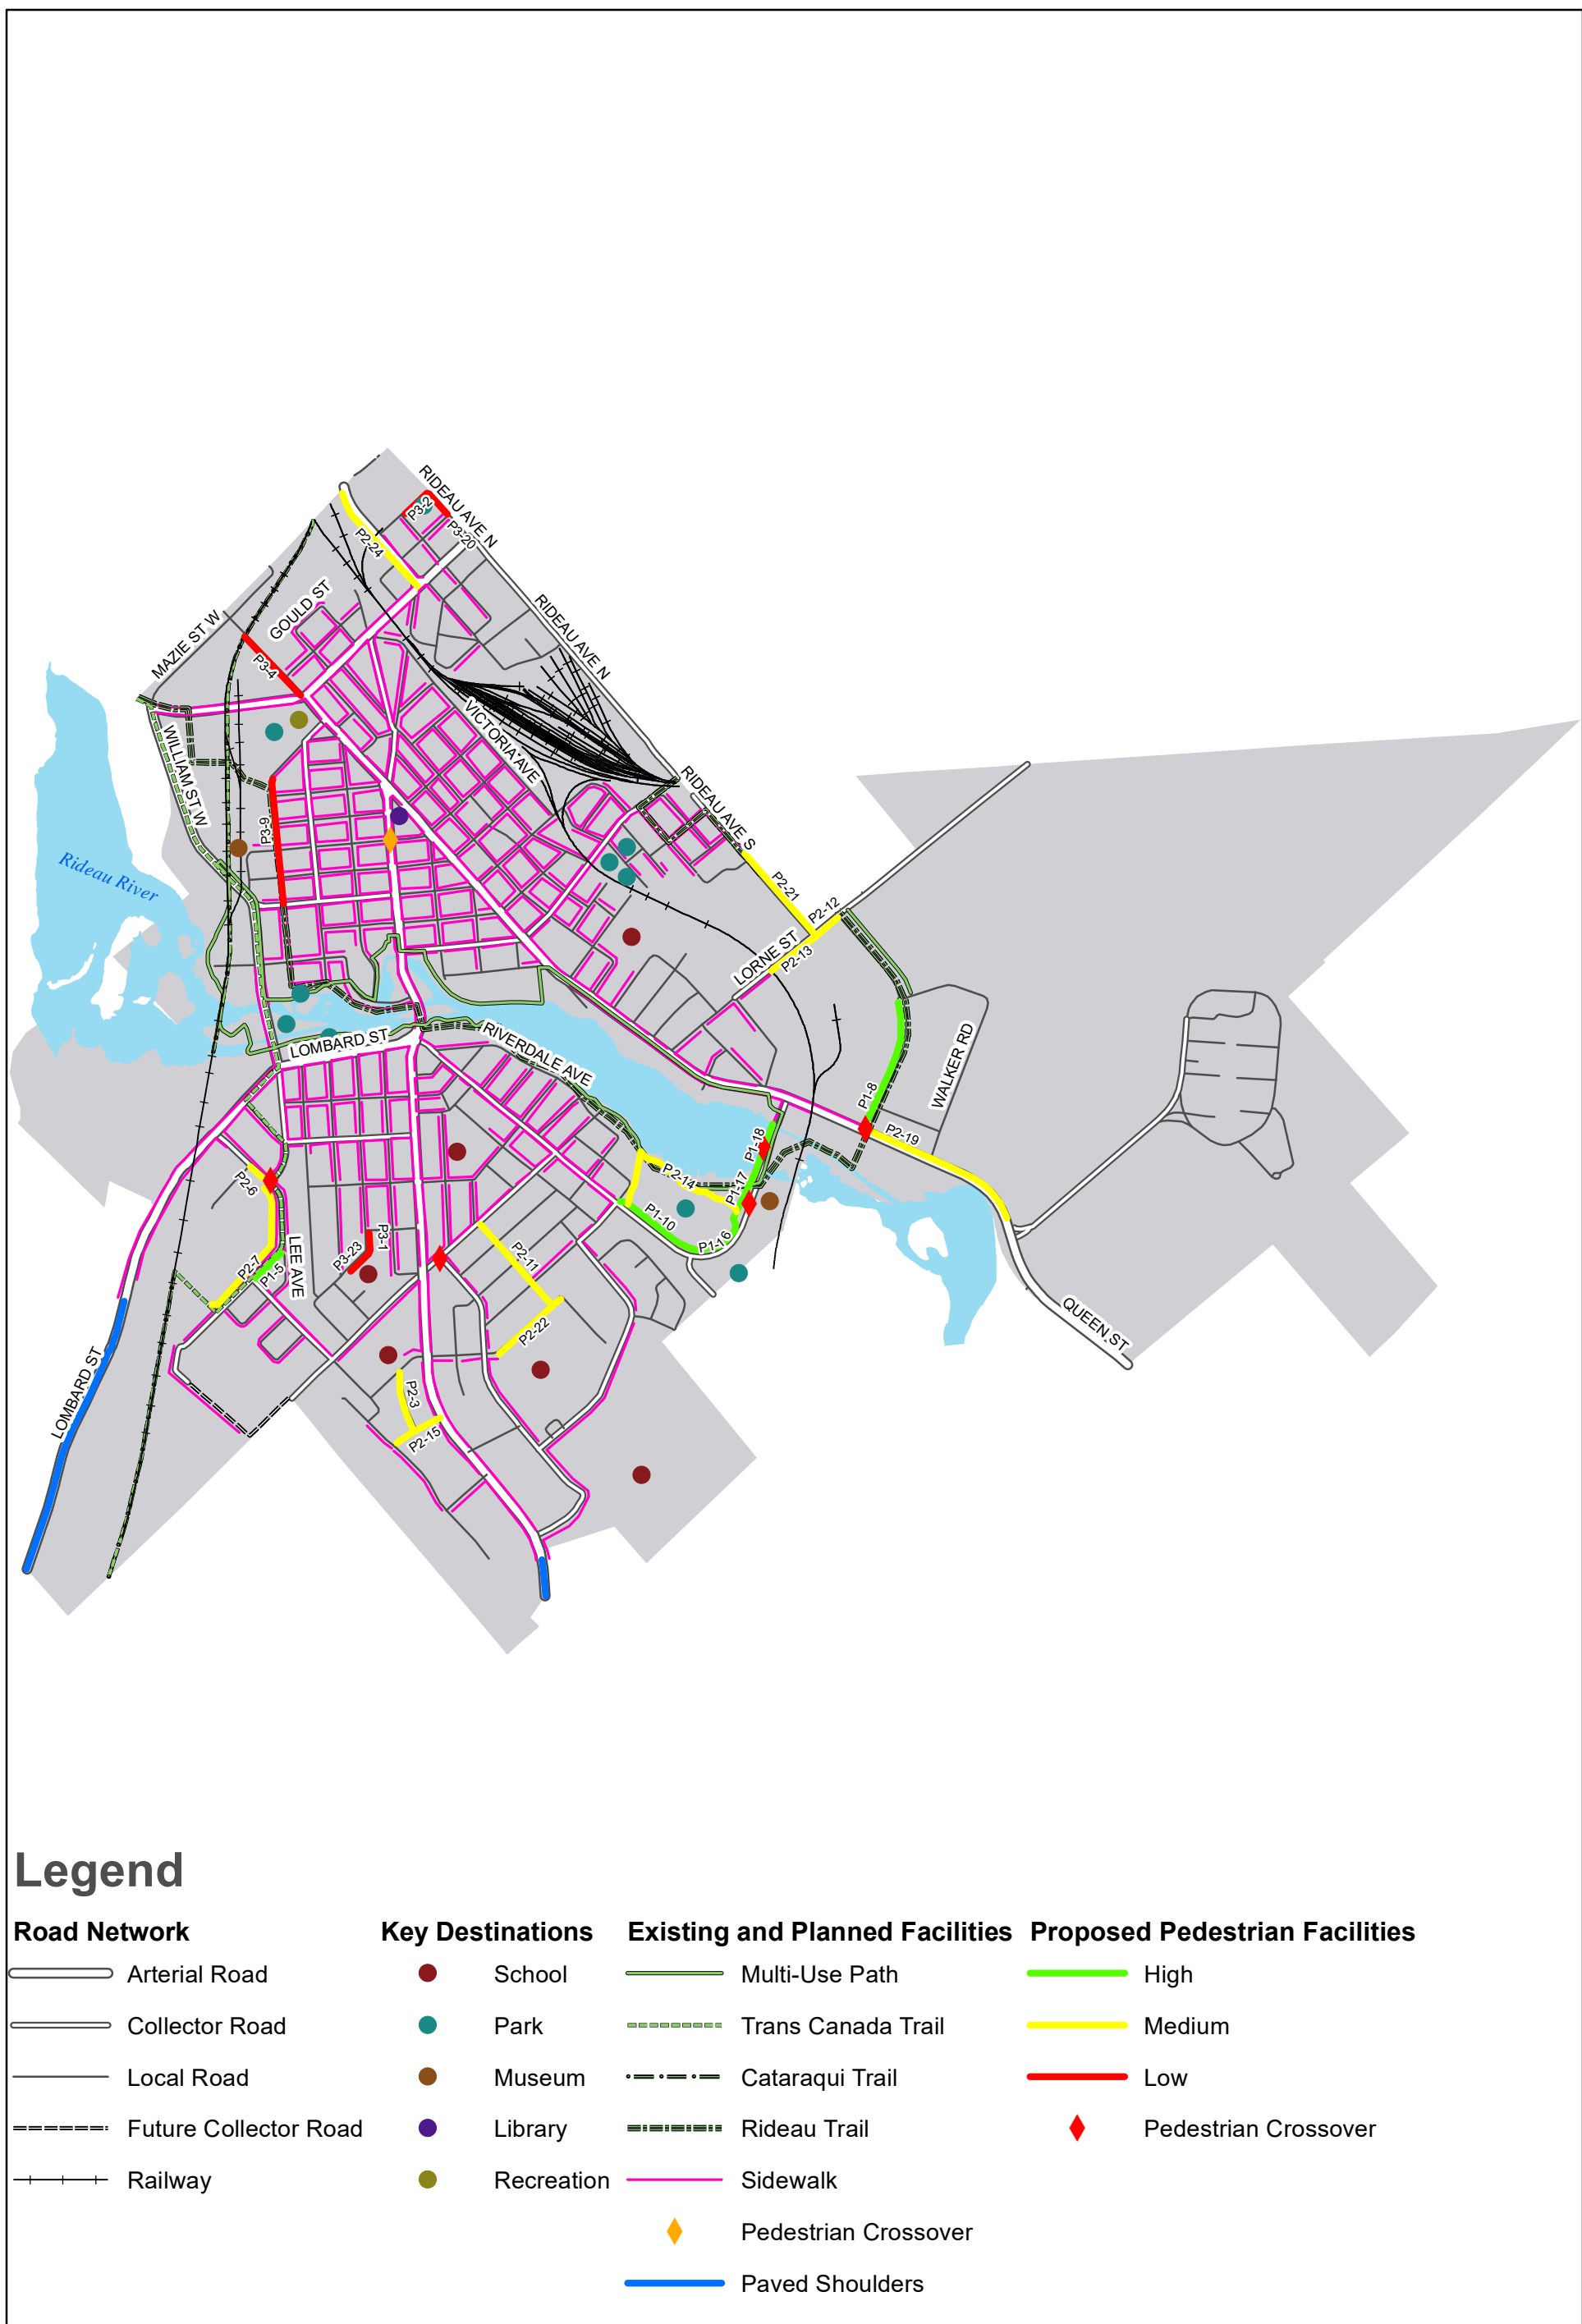 RIDEAU AVE N
P3-2
P3-20
P2-24
RIDEAU AVE N
GOULD ST
MAZIE ST W
P3-4
VICTORIA AVE
WILLIAM ST W
RIDEAU AVE S
P3-9
Rideau River
P2-21
P2-12
LORNE ST
P2-13
LOMBARD ST
RIVERDALE AVE
WALKER RD
P1-8
P2-19
P1-18
P2-6
P2-14
P1-17
P1-10
P1-16
P3-1
P3-23
P2-11
LEE AVE
P2-7
P1-5
P2-22
QUEEN ST
LOMBARD ST
P2-3
P2-15
Legend
Road Network
Arterial Road
Collector Road
Local Road
Future Collector Road
Railway
Key Destinations
School
Park
Museum
Library
Recreation
Existing and Planned Facilities
Multi-Use Path
Trans Canada Trail
Cataraqui Trail
Rideau Trail
Sidewalk
Pedestrian Crossover
Paved Shoulders
Proposed Pedestrian Facilities
High
Medium
Low
Pedestrian Crossover